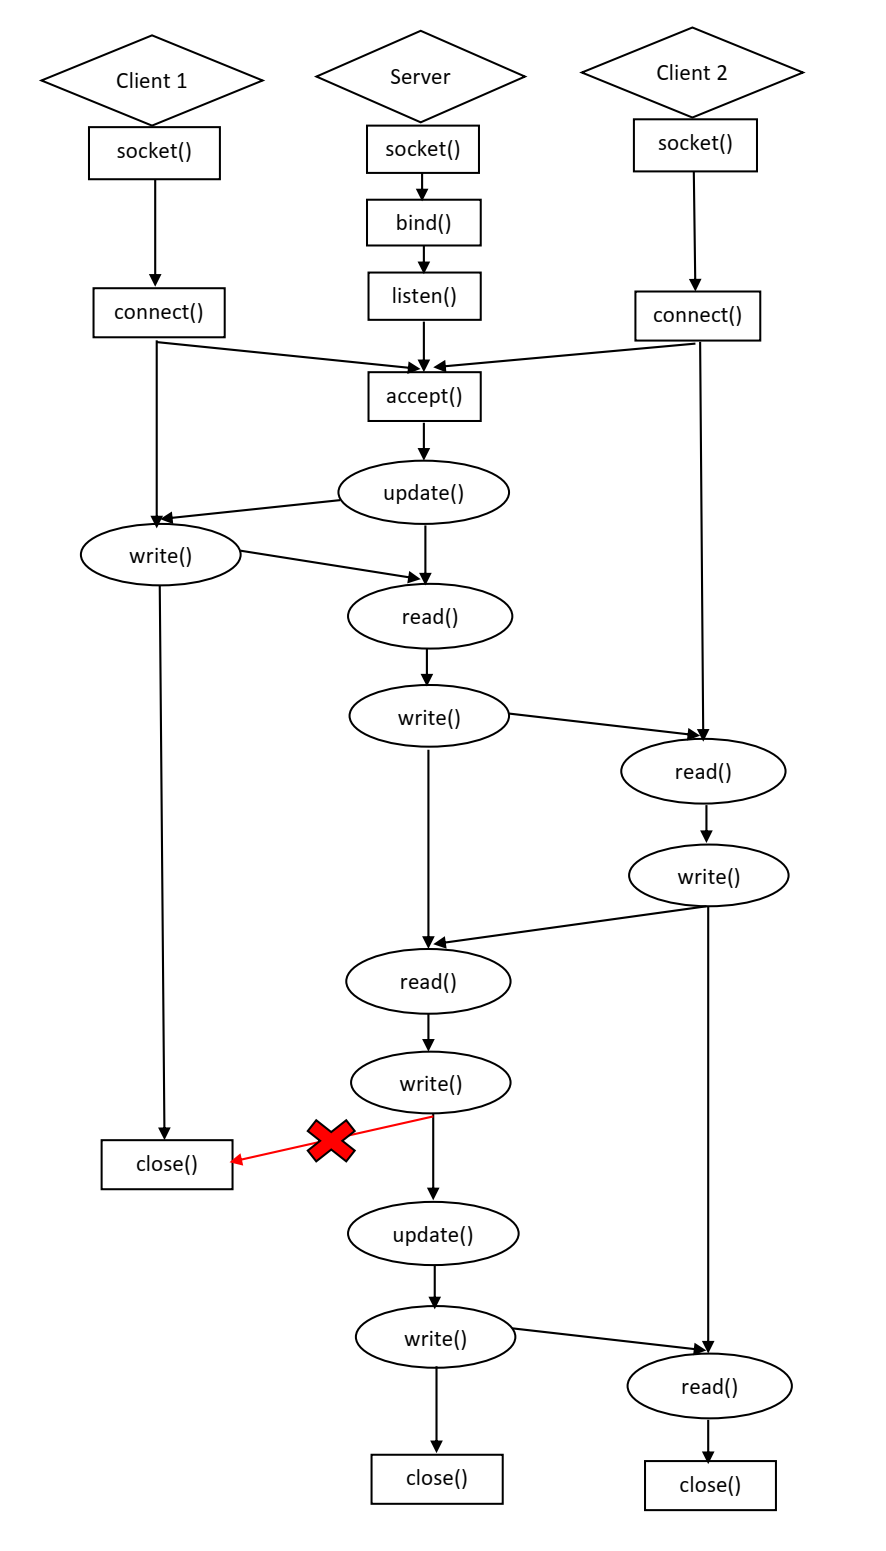 Client 1
Server
Client 2
socket()
socket()
socket()
bind()
listen()
connect()
connect()
accept()
update()
write()
read()
write()
read()
write()
read()
write()
close()
update()
write()
read()
close()
close()